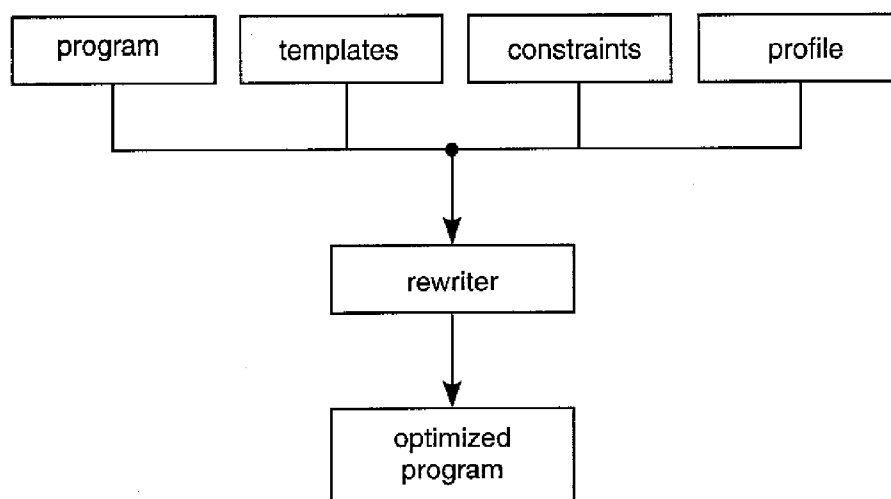 program
templates
constraints
profile
rewriter
optimized
program